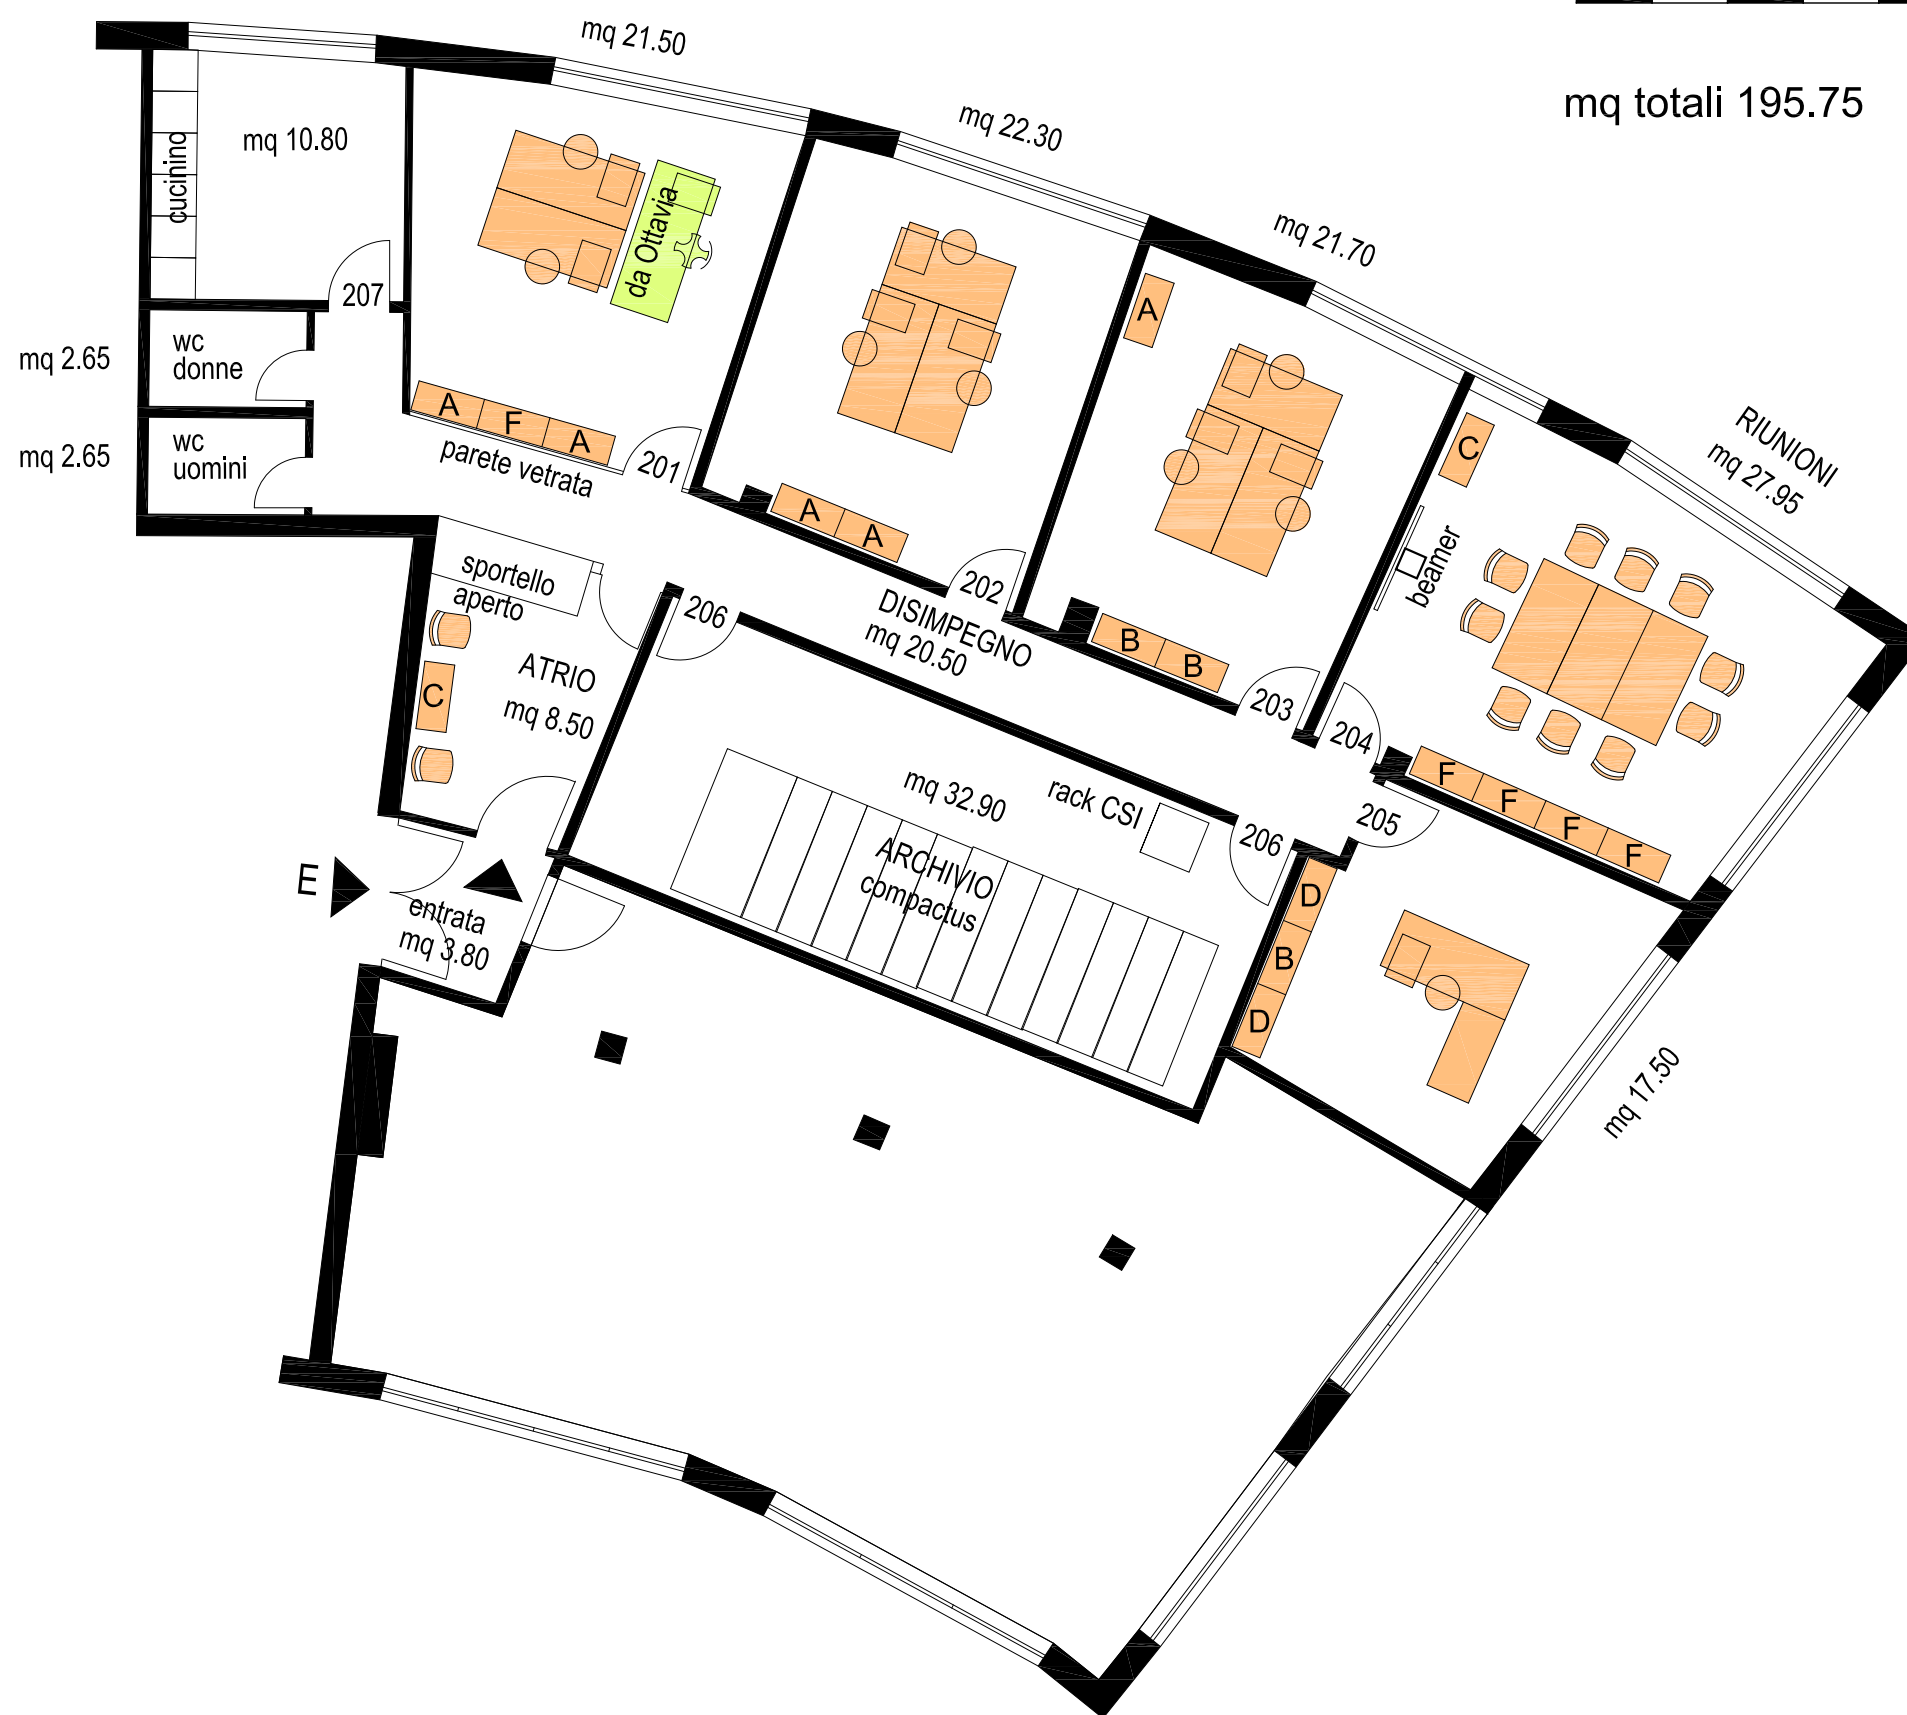 mq 21.50
mq totali 195.75
mq 22.30
mq 10.80
cucinino
da Ottavia
mq 21.70
207
A
wc
donne
mq 2.65
A
F
A
RIUNIONI
mq 27.95
wc
uomini
mq 2.65
parete vetrata
201
C
A
A
beamer
sportello
aperto
202
206
DISIMPEGNO
mq 20.50
B
B
ATRIO
mq 8.50
C
203
204
F
F
F
F
mq 32.90
rack CSI
205
206
ARCHIVIO
compactus
E
entrata
mq 3.80
D
B
D
mq 17.50